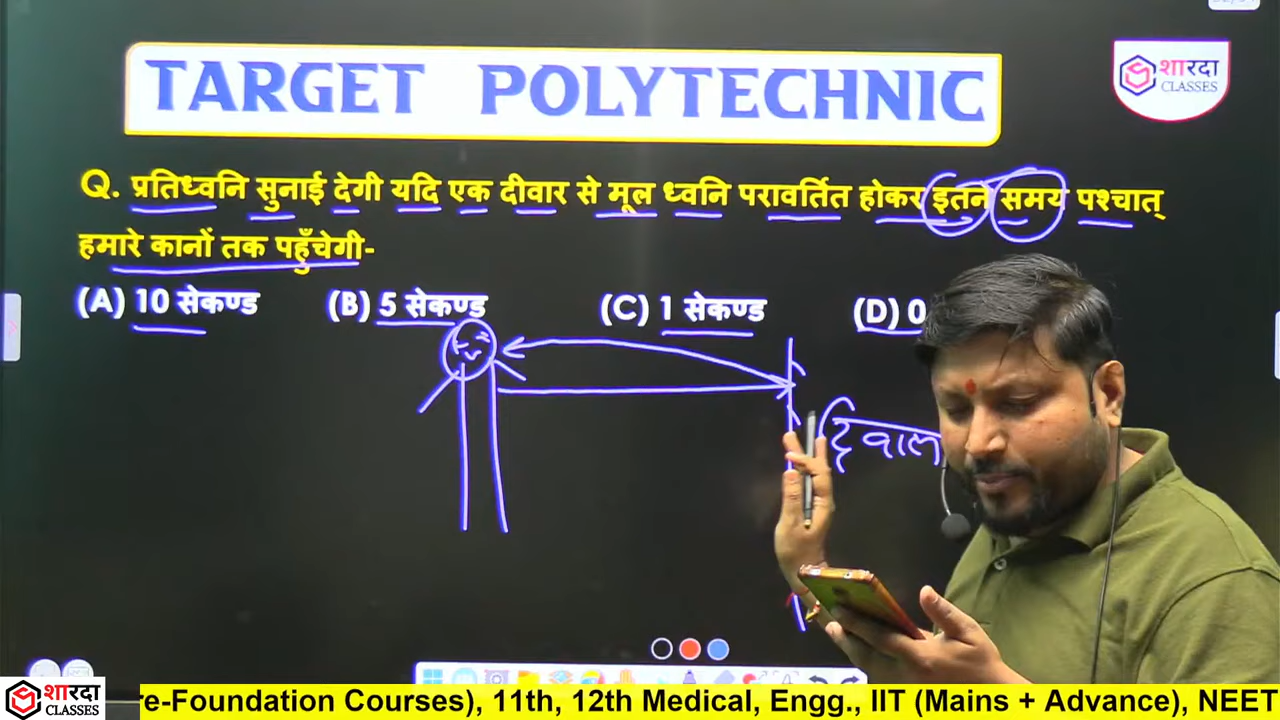 TARGET POLYTECHNIC
शारदा
CLASSES
Q. प्रतिध्वनि सुनाई देगी यदि एक दीवार से मूल ध्वनि परावर्तित होकर इतने समय पश्चात्
हमारे कानों तक पहुँचेगी-
(A) 10 सेकण्ड (B) 5 सेकण्ड (C) 1 सेकण्ड (D) 0
दिवाल
शारदा
CLASSES
re-Foundation Courses), 11th, 12th Medical, Engg., IIT (Mains + Advance), NEET